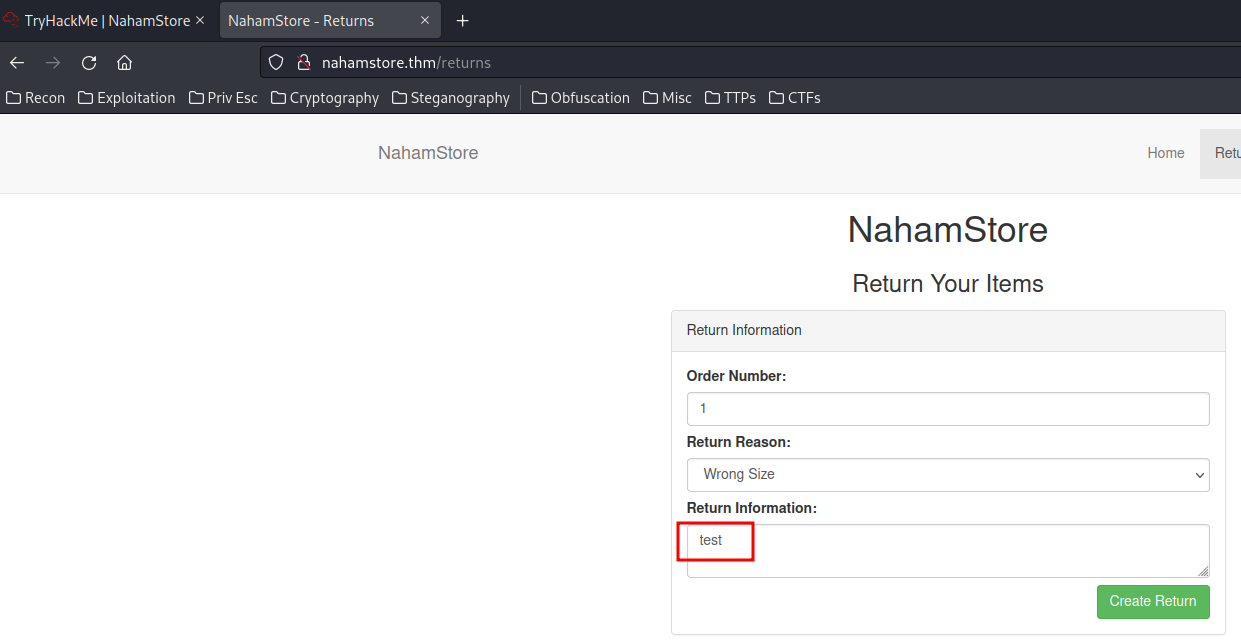 TryHackMe | NahamStore
NahamStore - Returns
nahamstore.thm/returns
Recon Exploitation Priv Esc Cryptography Steganography Obfuscation Misc TTPs CTFs
NahamStore Home Retu
NahamStore
Return Your Items
Return Information
Order Number:
1
Return Reason:
Wrong Size
Return Information:
test
Create Return